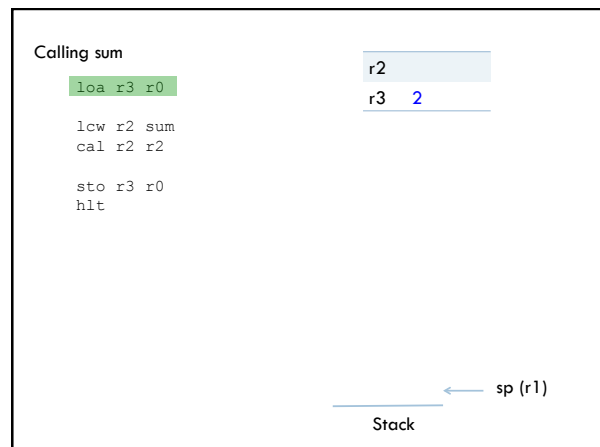 Calling sum
loa r3 r0
lcw r2 sum
cal r2 r2
sto r3 r0
hlt
r2
r3 2
sp (r1)
Stack